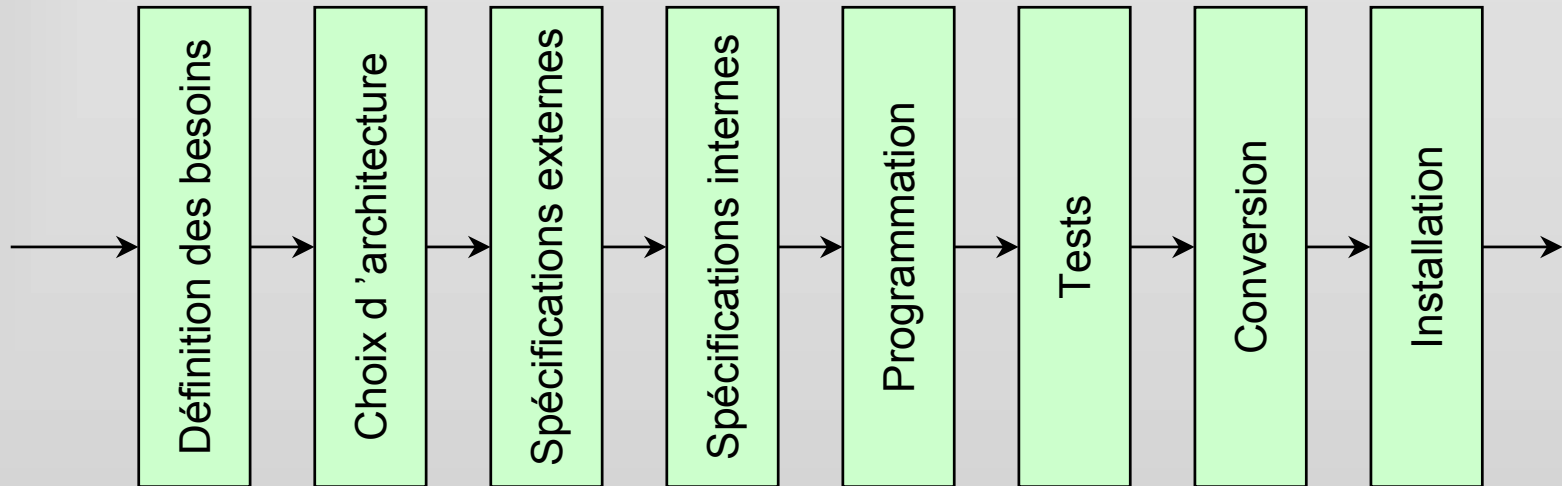 Définition des besoins
Choix d ’architecture
Spécifications externes
Spécifications internes
Programmation
Tests
Conversion
Installation